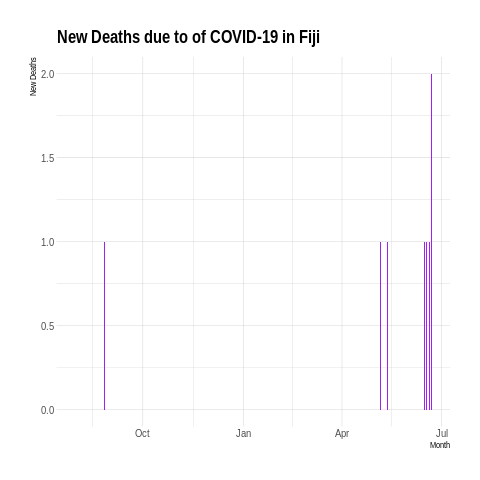 New Deaths due to of COVID-19 in Fiji
New Deaths
2.0
1.5
1.0
0.5
0.0
Oct Jan Apr Jul
Month